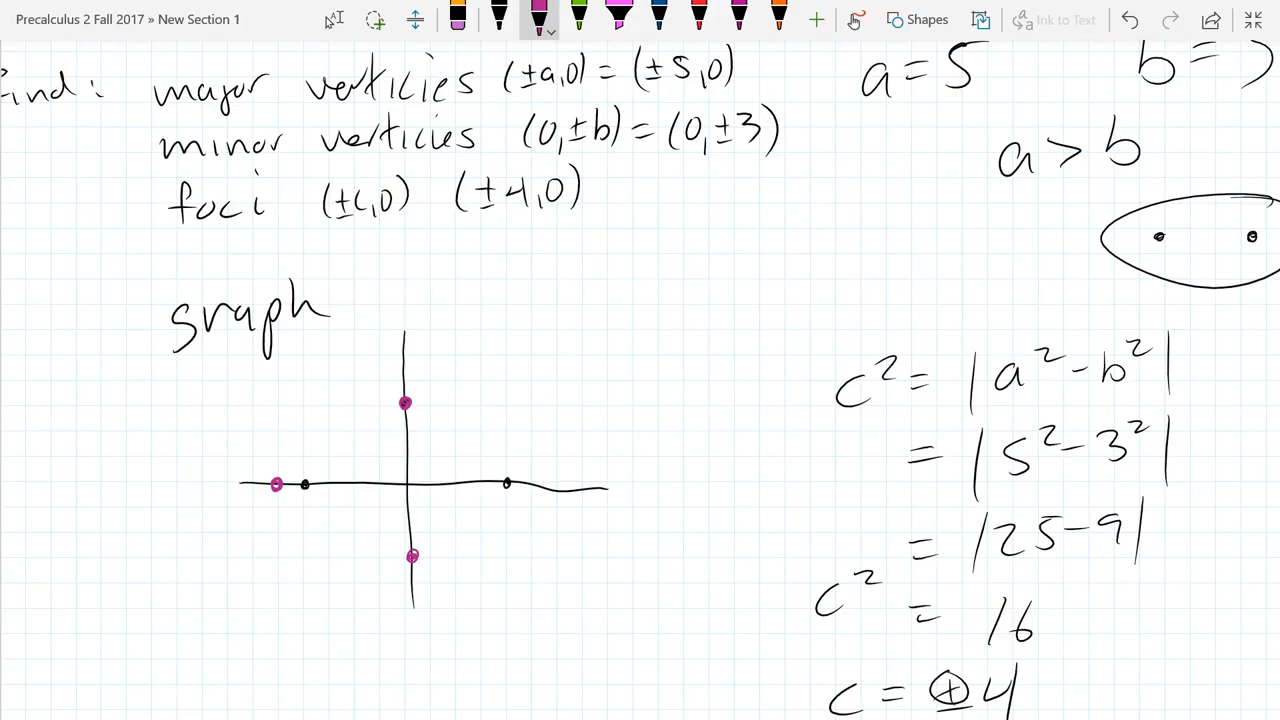 Precalculus 2 Fall 2017 » New Section 1
Shapes
Ink to Text
find: major verticies (±a,0) = (±5,0)
minor verticies (0,±b) = (0,±3)
foci (±c,0) (±4,0)
a = 5
b =
a > b
graph
c² = |a² - b²|
= |5² - 3²|
= |25 - 9|
c² = 16
c = ±4